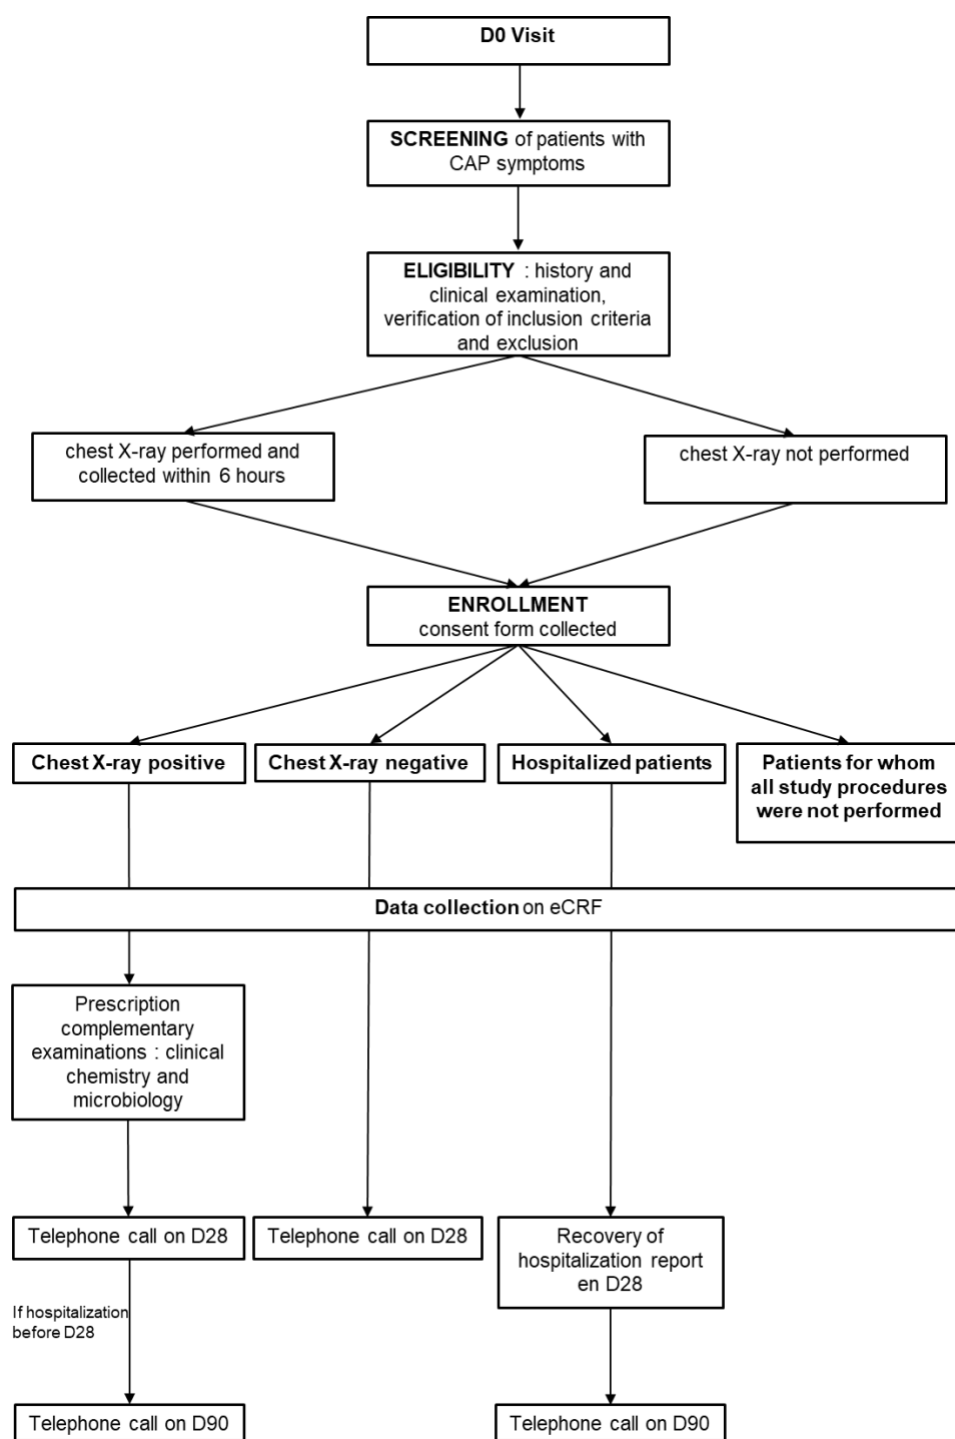 D0 Visit
SCREENING of patients with
CAP symptoms
ELIGIBILITY : history and
clinical examination,
verification of inclusion criteria
and exclusion
chest X-ray performed and
collected within 6 hours
chest X-ray not performed
ENROLLMENT
consent form collected
Chest X-ray positive
Chest X-ray negative
Hospitalized patients
Patients for whom
all study procedures
were not performed
Data collection on eCRF
Prescription
complementary
examinations : clinical
chemistry and
microbiology
Telephone call on D28
Telephone call on D28
Recovery of
hospitalization report
en D28
If hospitalization
before D28
Telephone call on D90
Telephone call on D90